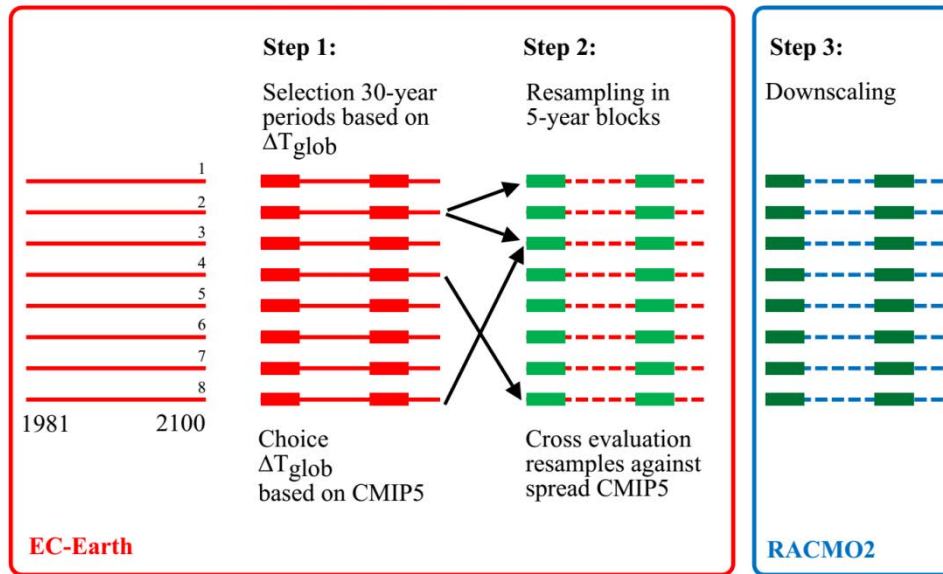 Step 1:
Selection 30-year
periods based on
ΔTglob
Step 2:
Resampling in
5-year blocks
Step 3:
Downscaling
1
2
3
4
5
6
7
8
1981
2100
Choice
ΔTglob
based on CMIP5
Cross evaluation
resamples against
spread CMIP5
EC-Earth
RACMO2